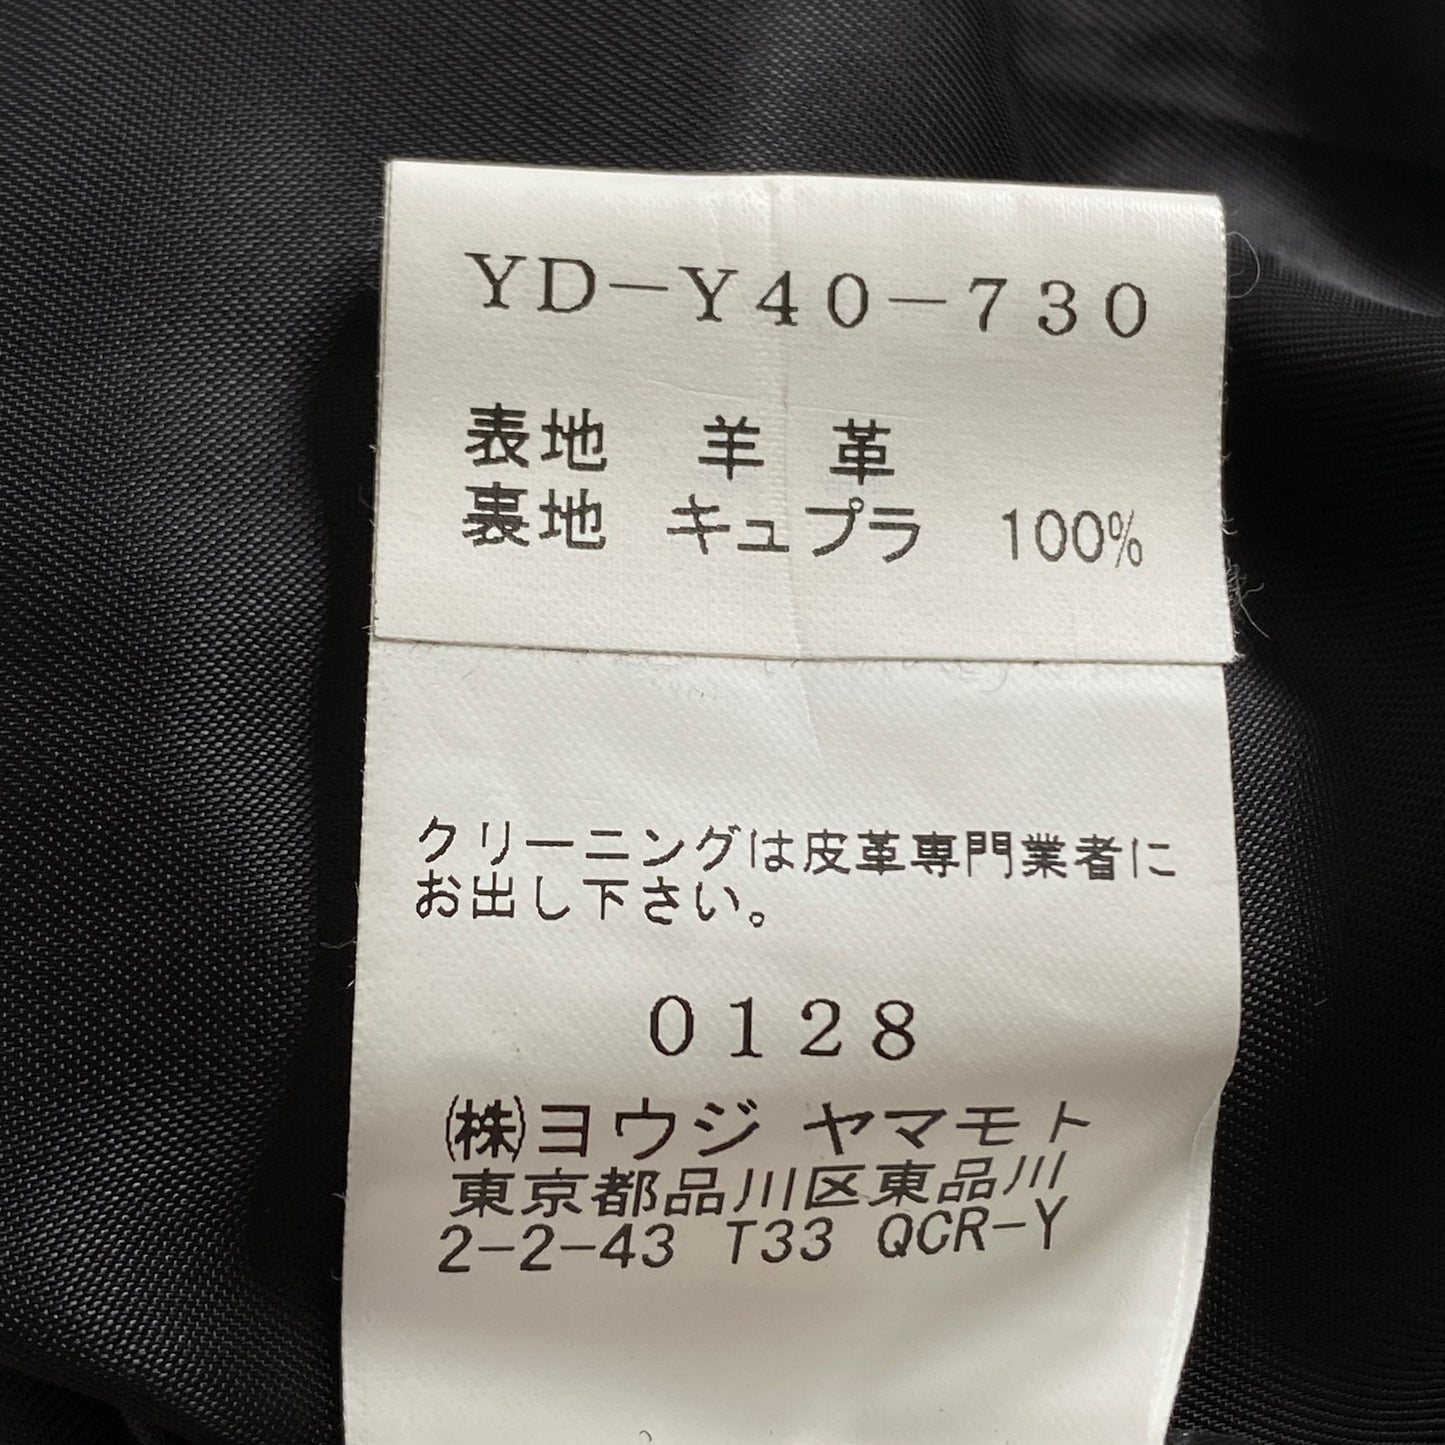 YD-Y40-730
表地 羊 革
裏地 キュプラ 100%
クリーニングは皮革専門業者に
お出し下さい。
0128
(株)ヨウジ ヤマモト
東京都品川区東品川
2-2-43 T33 QCR-Y